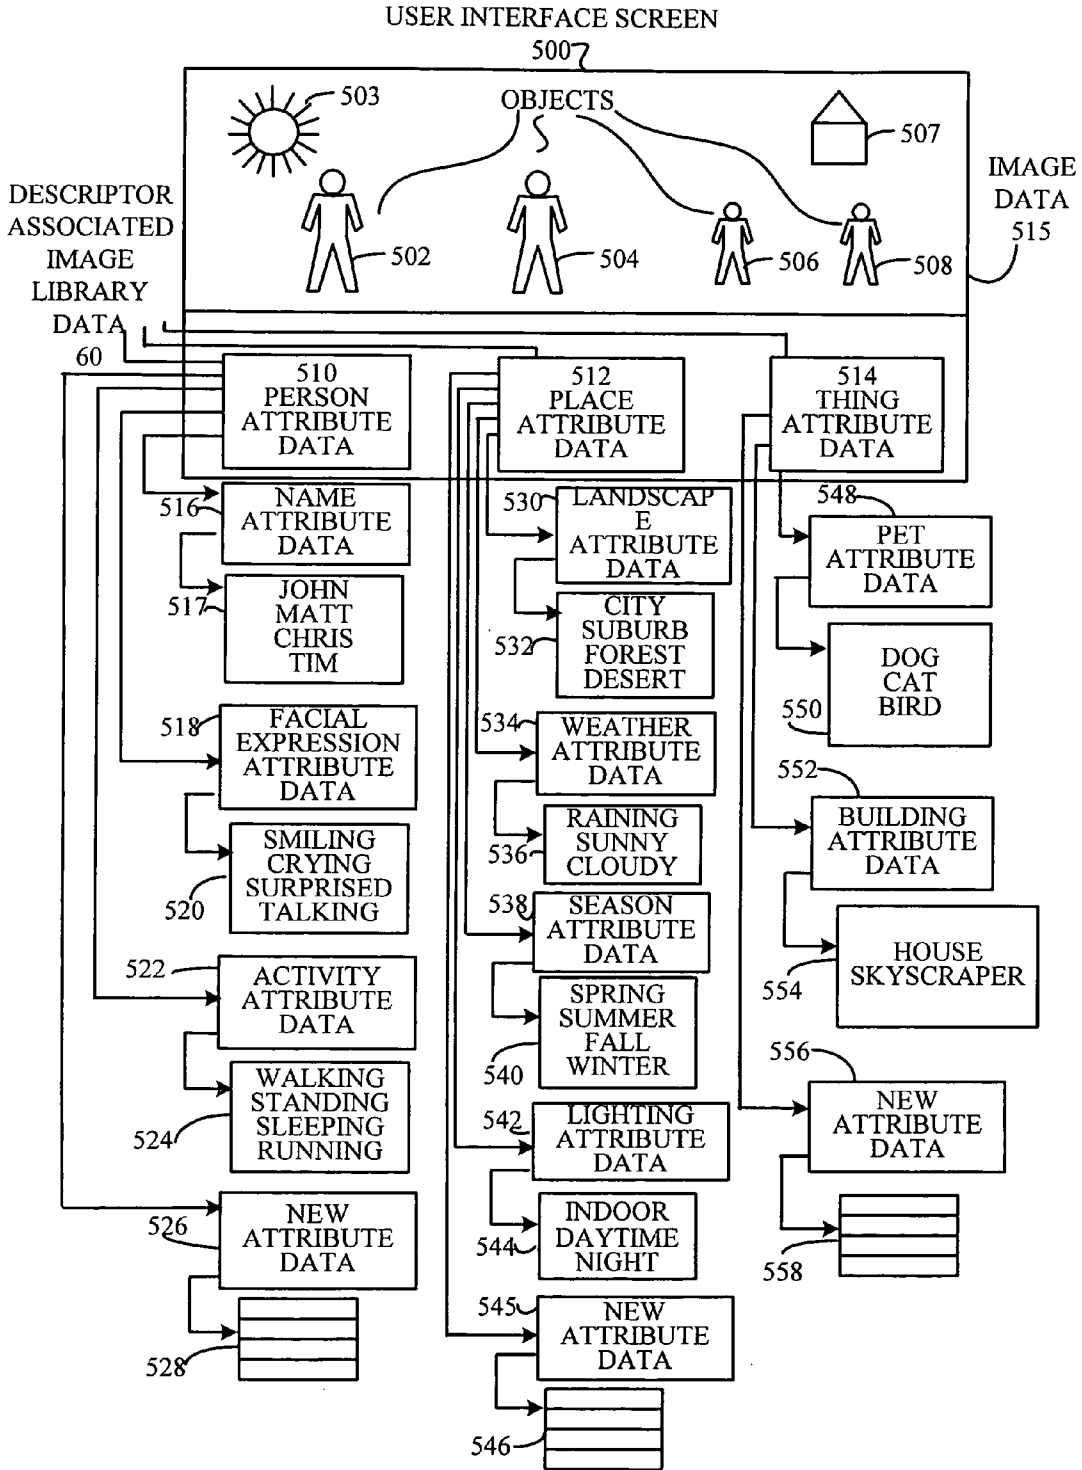 USER INTERFACE SCREEN
500
503
OBJECTS
507
502
504
506
508
IMAGE
DATA
515
DESCRIPTOR
ASSOCIATED
IMAGE
LIBRARY
DATA
60
510
PERSON
ATTRIBUTE
DATA
512
PLACE
ATTRIBUTE
DATA
514
THING
ATTRIBUTE
DATA
516
NAME
ATTRIBUTE
DATA
517
JOHN
MATT
CHRIS
TIM
518
FACIAL
EXPRESSION
ATTRIBUTE
DATA
520
SMILING
CRYING
SURPRISED
TALKING
522
ACTIVITY
ATTRIBUTE
DATA
524
WALKING
STANDING
SLEEPING
RUNNING
526
NEW
ATTRIBUTE
DATA
528
530
LANDSCAP
E
ATTRIBUTE
DATA
532
CITY
SUBURB
FOREST
DESERT
534
WEATHER
ATTRIBUTE
DATA
536
RAINING
SUNNY
CLOUDY
538
SEASON
ATTRIBUTE
DATA
540
SPRING
SUMMER
FALL
WINTER
542
LIGHTING
ATTRIBUTE
DATA
544
INDOOR
DAYTIME
NIGHT
545
NEW
ATTRIBUTE
DATA
546
548
PET
ATTRIBUTE
DATA
550
DOG
CAT
BIRD
552
BUILDING
ATTRIBUTE
DATA
554
HOUSE
SKYSCRAPER
556
NEW
ATTRIBUTE
DATA
558